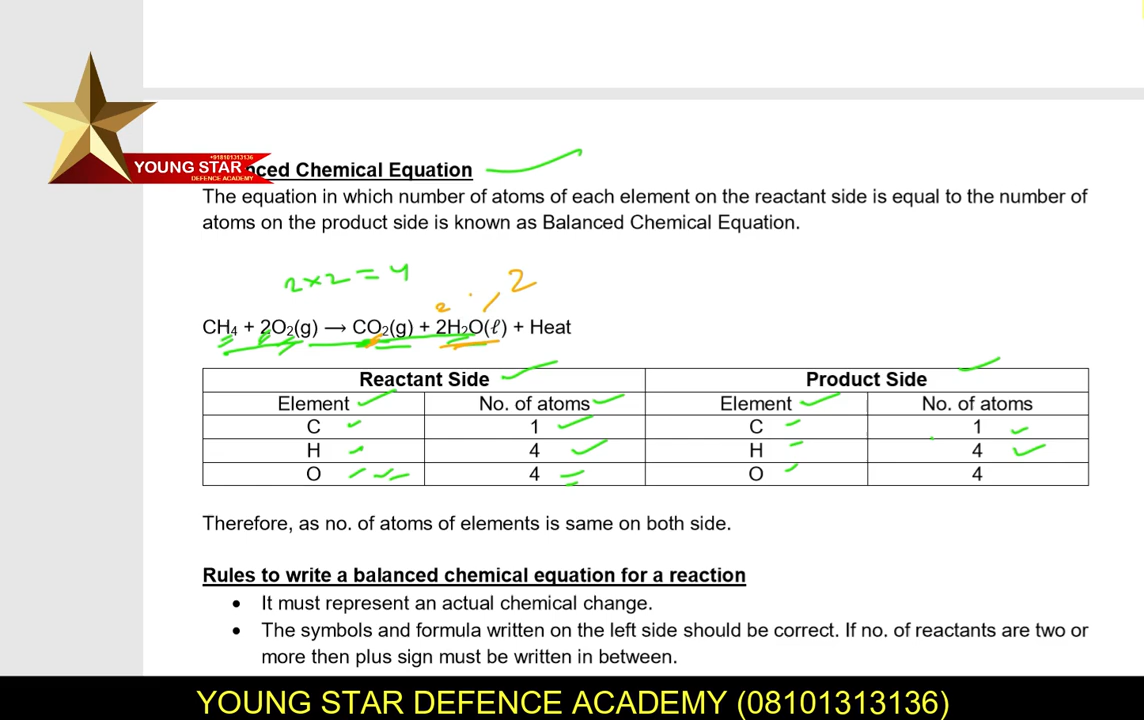 +918101313136
YOUNG STAR
DEFENCE ACADEMY
nced Chemical Equation
The equation in which number of atoms of each element on the reactant side is equal to the number of
atoms on the product side is known as Balanced Chemical Equation.
2×2=4
2
CH₄ + 2O₂(g) → CO₂(g) + 2H₂O(ℓ) + Heat
Reactant Side Product Side
Element No. of atoms Element No. of atoms
C 1 C 1
H 4 H 4
O 4 O 4
Therefore, as no. of atoms of elements is same on both side.
Rules to write a balanced chemical equation for a reaction
• It must represent an actual chemical change.
• The symbols and formula written on the left side should be correct. If no. of reactants are two or
more then plus sign must be written in between.
YOUNG STAR DEFENCE ACADEMY (08101313136)